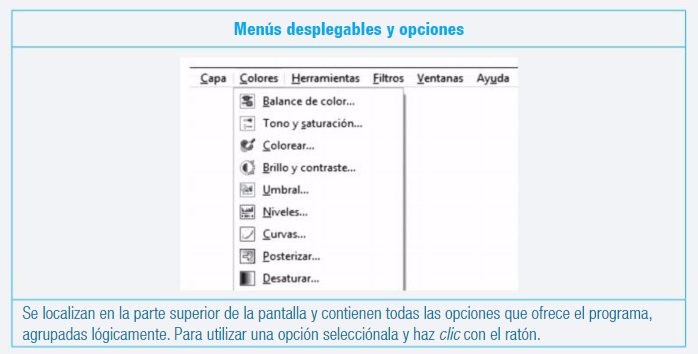 Menús desplegables y opciones
Capa Colores Herramientas Filtros Ventanas Ayuda
Balance de color...
Tono y saturación...
Colorear...
Brillo y contraste...
Umbral...
Niveles...
Curvas...
Posterizar...
Desaturar...
Se localizan en la parte superior de la pantalla y contienen todas las opciones que ofrece el programa,
agrupadas lógicamente. Para utilizar una opción selecciónala y haz clic con el ratón.